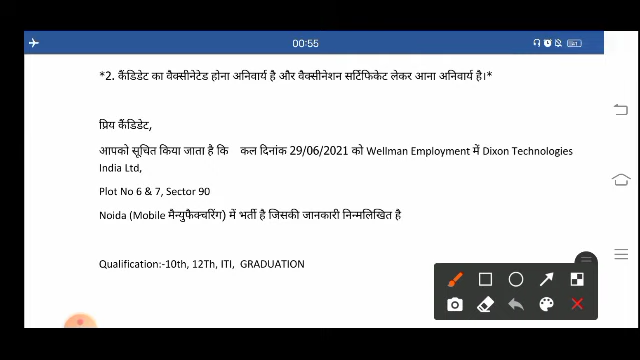 00:55
*2. कैंडिडेट का वैक्सीनेटेड होना अनिवार्य है और वैक्सीनेशन सर्टिफिकेट लेकर आना अनिवार्य है।*
प्रिय कैंडिडेट,
आपको सूचित किया जाता है कि कल दिनांक 29/06/2021 को Wellman Employment में Dixon Technologies
India Ltd,
Plot No 6 & 7, Sector 90
Noida (Mobile मैन्युफैक्चरिंग) में भर्ती है जिसकी जानकारी निन्मलिखित है
Qualification:-10th, 12Th, ITI, GRADUATION